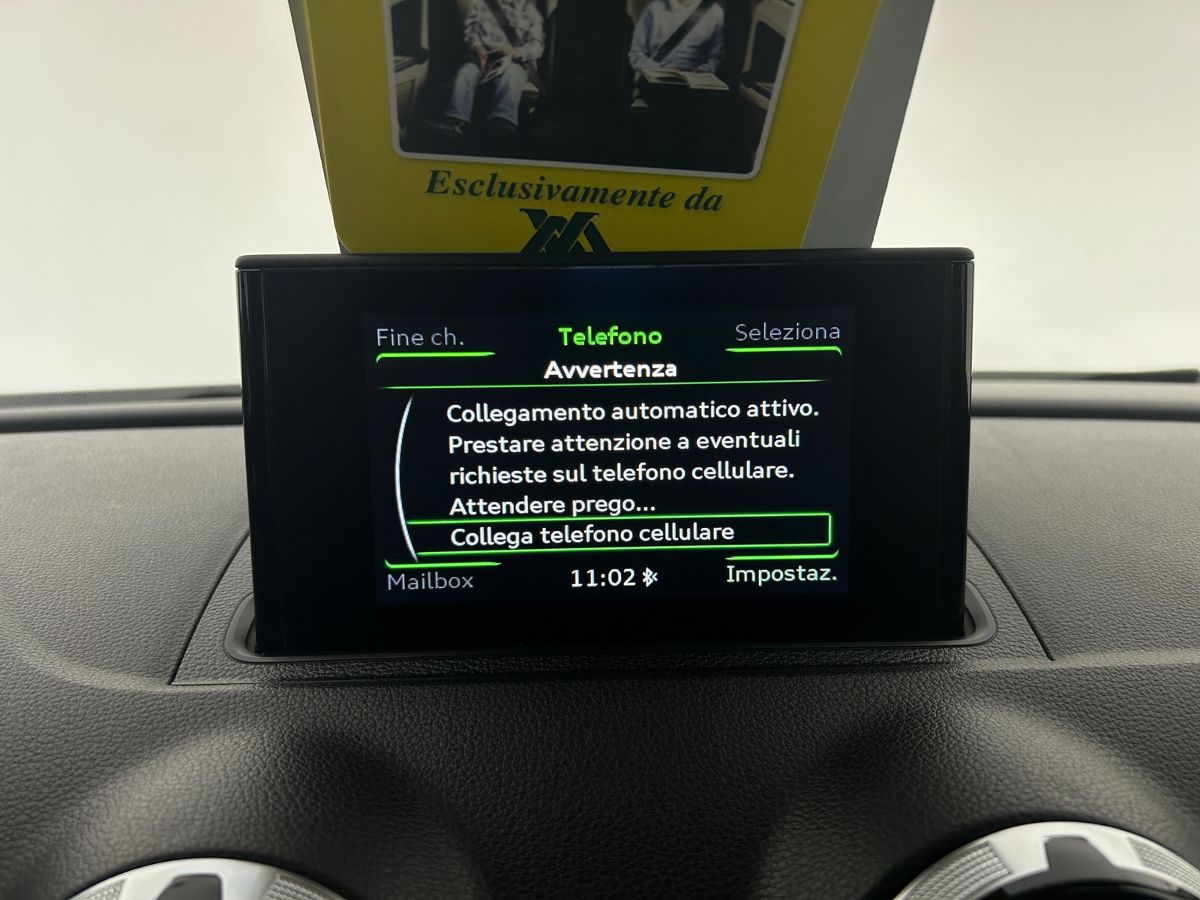 Esclusivamente da
Fine ch.
Telefono
Seleziona
Avvertenza
Collegamento automatico attivo.
Prestare attenzione a eventuali
richieste sul telefono cellulare.
Attendere prego...
Collega telefono cellulare
Mailbox
11:02
Impostaz.